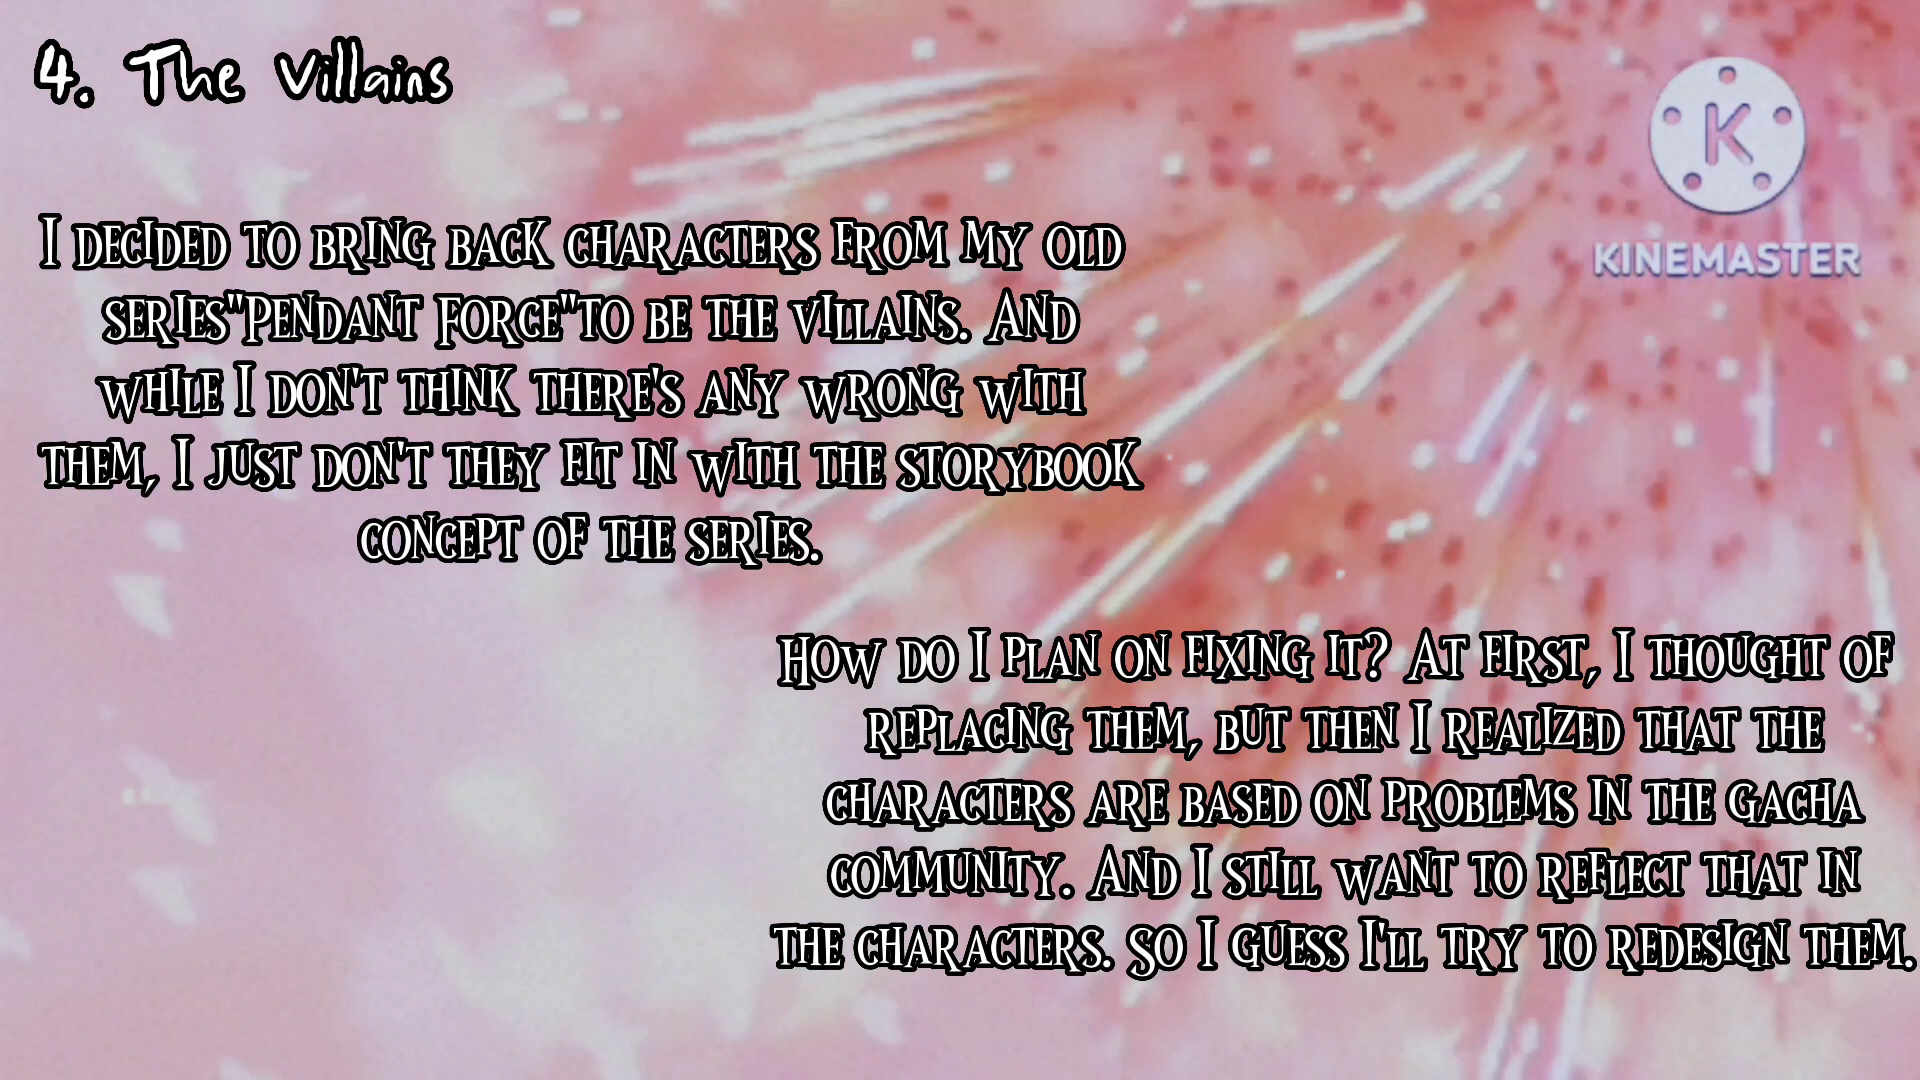 4. The Villains
K
KINEMASTER
I decided to bring back characters from my old
series"Pendant Force"to be the villains. And
while I don't think there's any wrong with
them, I just don't they fit in with the storybook
concept of the series.
How do I plan on fixing it? At first, I thought of
replacing them, but then I realized that the
characters are based on problems in the gacha
community. And I still want to reflect that in
the characters. So I guess I'll try to redesign them.